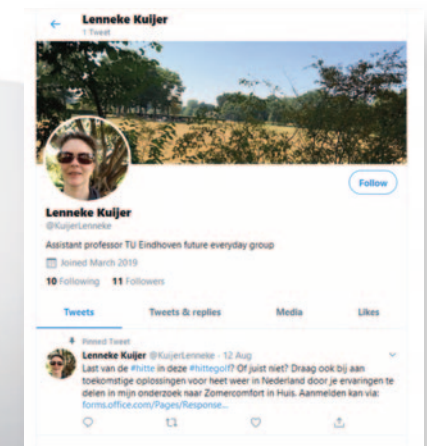 Lenneke Kuijer
1 Tweet
Follow
Lenneke Kuijer
@KuijerLenneke
Assistant professor TU Eindhoven future everyday group
Joined March 2019
10 Following 11 Followers
Tweets Tweets & replies Media Likes
Pinned Tweet
Lenneke Kuijer @KuijerLenneke · 12 Aug
Last van de #hitte in deze #hittegolf? Of juist niet? Draag ook bij aan
toekomstige oplossingen voor heet weer in Nederland door je ervaringen te
delen in mijn onderzoek naar Zomercomfort in Huis. Aanmelden kan via:
forms.office.com/Pages/Response...